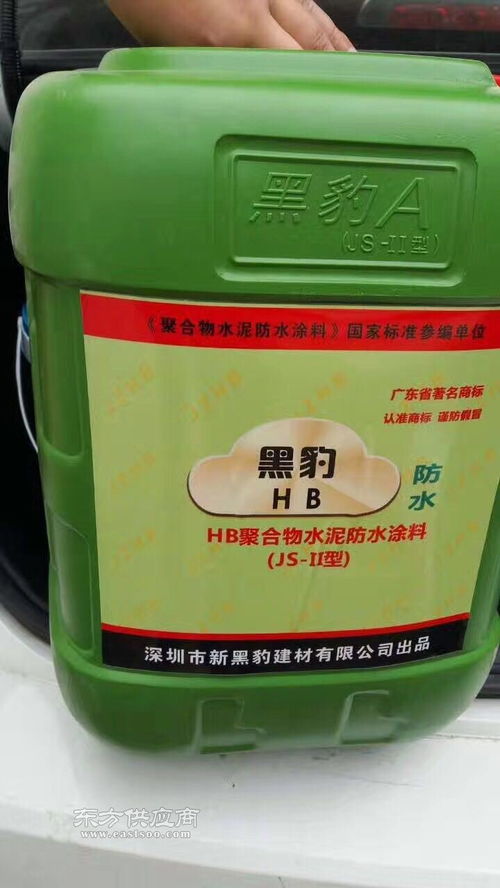 黑豹A
(JS-II型)
《聚合物水泥防水涂料》国家标准参编单位
广东省著名商标
认准商标 谨防假冒
黑豹
HB
防水
HB聚合物水泥防水涂料
(JS-II型)
深圳市新黑豹建材有限公司出品
东方供应商
www.eastsoo.com